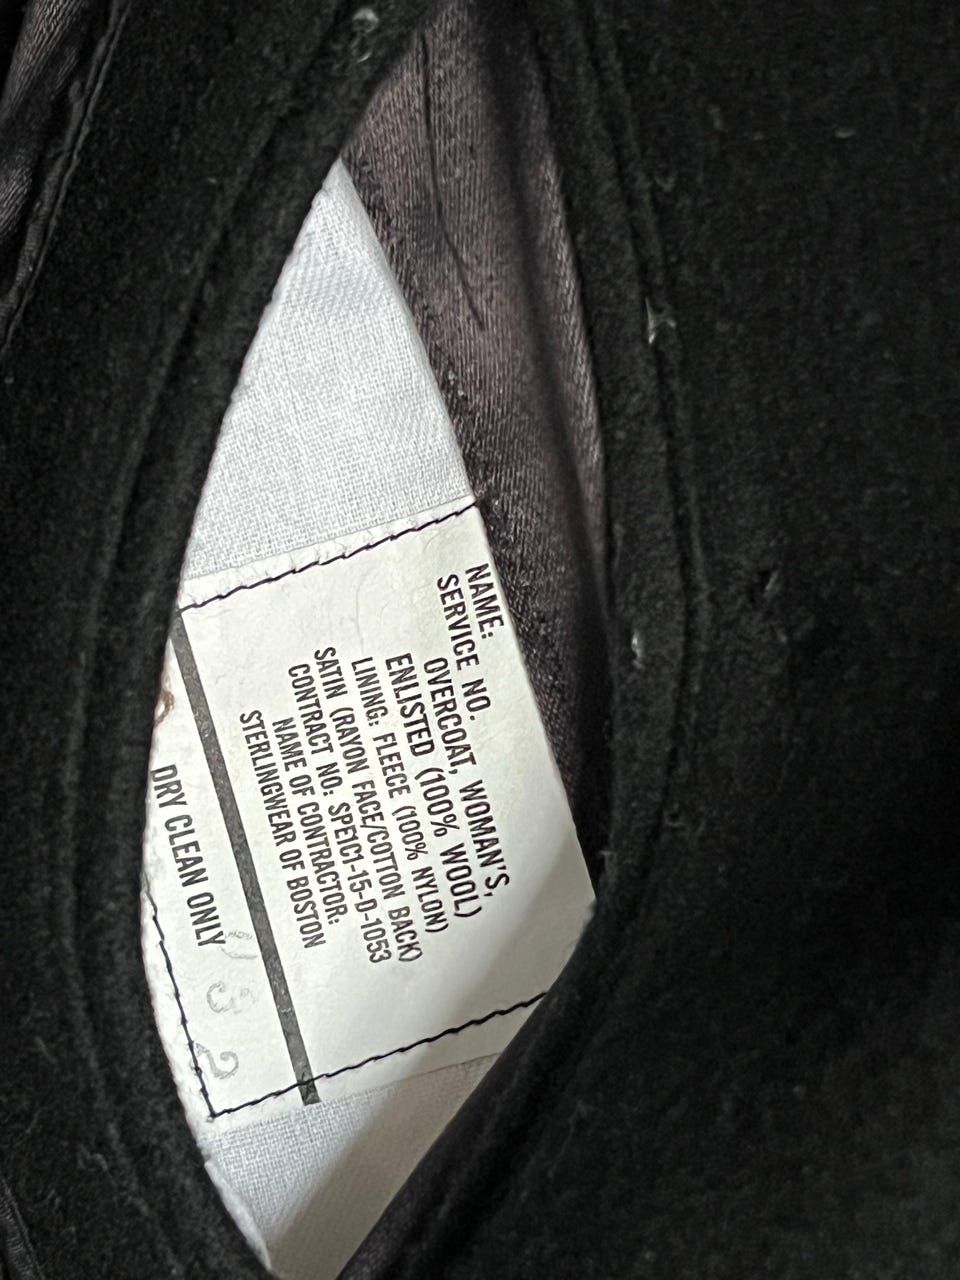 NAME:
SERVICE NO.
OVERCOAT, WOMAN'S,
ENLISTED (100% WOOL)
LINING: FLEECE (100% NYLON)
SATIN (RAYON FACE/COTTON BACK)
CONTRACT NO: SPE1C1-15-D-1053
NAME OF CONTRACTOR:
STERLINGWEAR OF BOSTON
DRY CLEAN ONLY